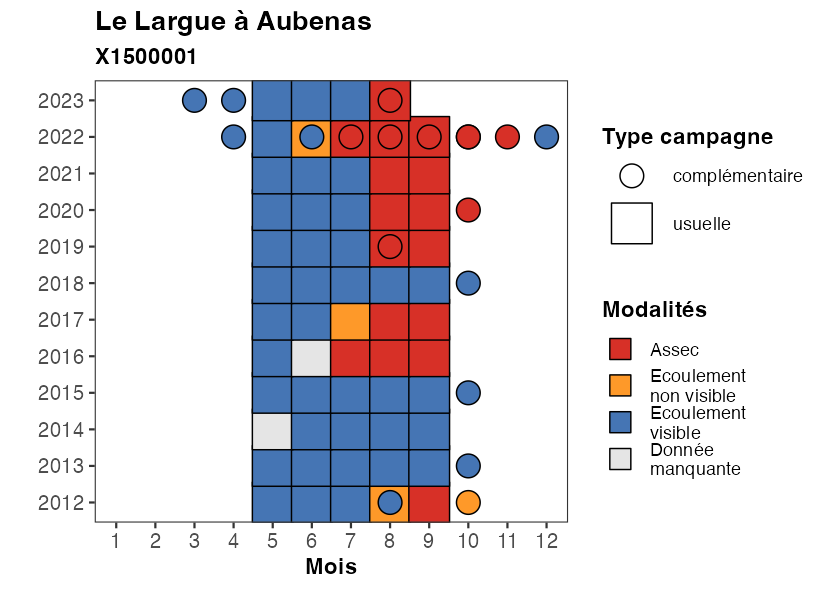 Le Largue à Aubenas
X1500001
2023
2022
2021
2020
2019
2018
2017
2016
2015
2014
2013
2012
1 2 3 4 5 6 7 8 9 10 11 12
Mois
Type campagne
complémentaire
usuelle
Modalités
Assec
Ecoulement
non visible
Ecoulement
visible
Donnée
manquante